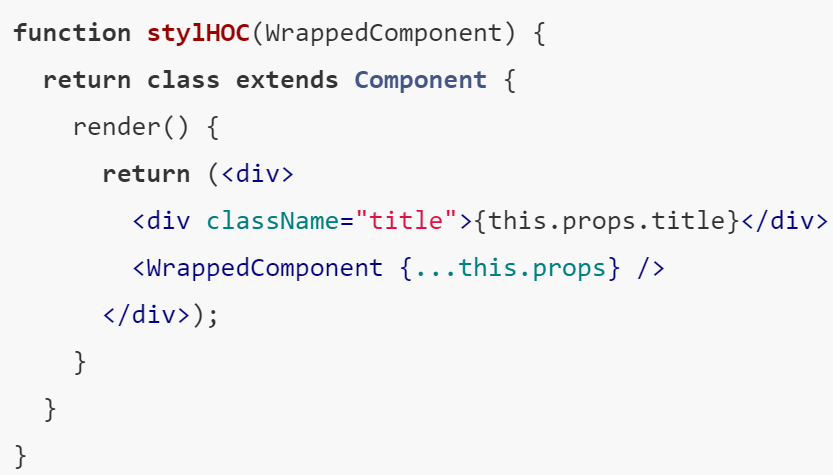 function stylHOC(WrappedComponent) {
  return class extends Component {
    render() {
      return (<div>
        <div className="title">{this.props.title}</div>
        <WrappedComponent {...this.props} />
      </div>);
    }
  }
}